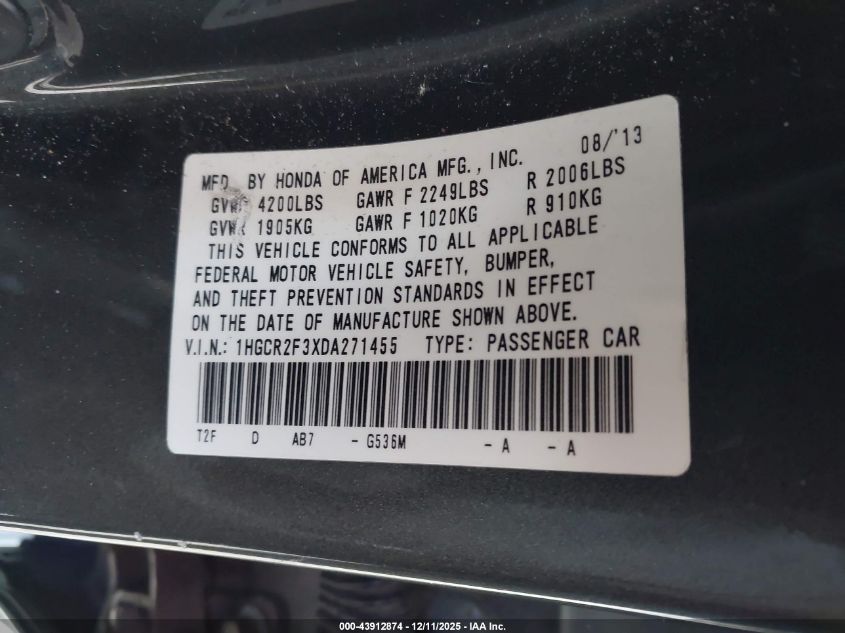 MFD. BY HONDA OF AMERICA MFG., INC. 08/'13
GVWR 4200LBS GAWR F 2249LBS R 2006LBS
GVWR 1905KG GAWR F 1020KG R 910KG
THIS VEHICLE CONFORMS TO ALL APPLICABLE
FEDERAL MOTOR VEHICLE SAFETY, BUMPER,
AND THEFT PREVENTION STANDARDS IN EFFECT
ON THE DATE OF MANUFACTURE SHOWN ABOVE.
V.I.N.: 1HGCR2F3XDA271455 TYPE: PASSENGER CAR
T2F D AB7 - G536M - A - A
000-43912874 - 12/11/2025 - IAA Inc.